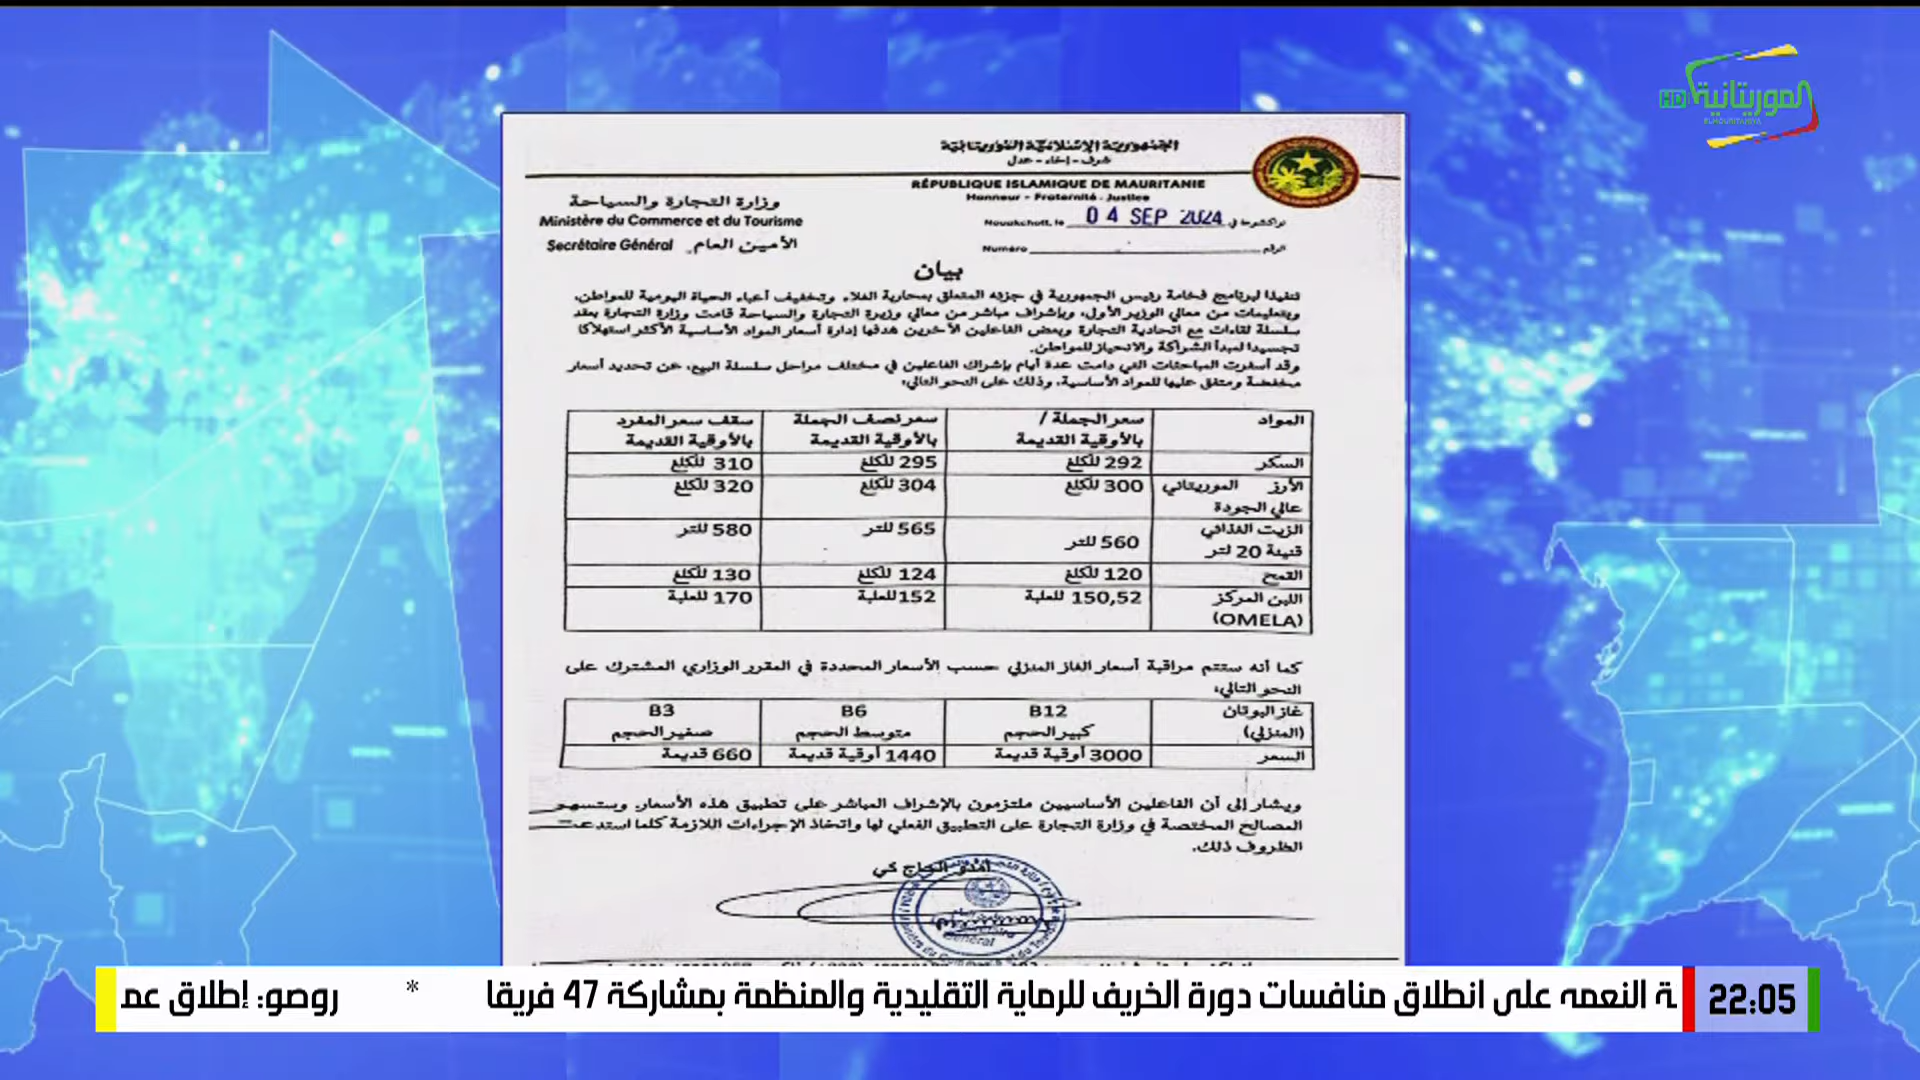 الموريتانية
HD
ELMOURITANIYA
الجمهورية الإسلامية الموريتانية
شرف - إخاء - عدل
RÉPUBLIQUE ISLAMIQUE DE MAURITANIE
Honneur - Fraternité - Justice
وزارة التجارة والسياحة
Ministère du Commerce et du Tourisme
Secrétaire Général الأمين العام
Nouakchott, le 04 SEP 2024 نواكشوط في
Numéro الرقم
بيان
تنفيذا لبرنامج فخامة رئيس الجمهورية في جزئه المتعلق بمحاربة الغلاء وتخفيف أعباء الحياة اليومية للمواطن،
وبتعليمات من معالي الوزير الأول، وبإشراف مباشر من معالي وزيرة التجارة والسياحة قامت وزارة التجارة بعقد
سلسلة لقاءات مع اتحادية التجارة وبعض الفاعلين الآخرين هدفها إدارة أسعار المواد الأساسية الأكثر استهلاكا
تجسيدا لمبدأ الشراكة والانحياز للمواطن.
وقد أسفرت المباحثات التي دامت عدة أيام بإشراك الفاعلين في مختلف مراحل سلسلة البيع، عن تحديد أسعار
مخفضة ومتفق عليها للمواد الأساسية، وذلك على النحو التالي:
المواد سعر الجملة / سعر نصف الجملة سقف سعر المفرد
بالأوقية القديمة بالأوقية القديمة بالأوقية القديمة
السكر 292 للكلغ 295 للكلغ 310 للكلغ
الأرز الموريتاني 300 للكلغ 304 للكلغ 320 للكلغ
عالي الجودة
الزيت الغذائي 560 للتر 565 للتر 580 للتر
قنينة 20 لتر
القمح 120 للكلغ 124 للكلغ 130 للكلغ
اللبن المركز 150,52 للعلبة 152 للعلبة 170 للعلبة
(OMELA)
كما أنه ستتم مراقبة أسعار الغاز المنزلي حسب الأسعار المحددة في المقرر الوزاري المشترك على
النحو التالي:
غاز البوتان B12 B6 B3
(المنزلي) كبير الحجم متوسط الحجم صغير الحجم
السعر 3000 أوقية قديمة 1440 أوقية قديمة 660 قديمة
ويشار إلى أن الفاعلين الأساسيين ملتزمون بالإشراف المباشر على تطبيق هذه الأسعار، وستسهر
المصالح المختصة في وزارة التجارة على التطبيق الفعلي لها واتخاذ الإجراءات اللازمة كلما استدعت
الظروف ذلك.
الحاج كي
ة النعمه على انطلاق منافسات دورة الخريف للرماية التقليدية والمنظمة بمشاركة 47 فريقا * روصو: إطلاق عم
22:05